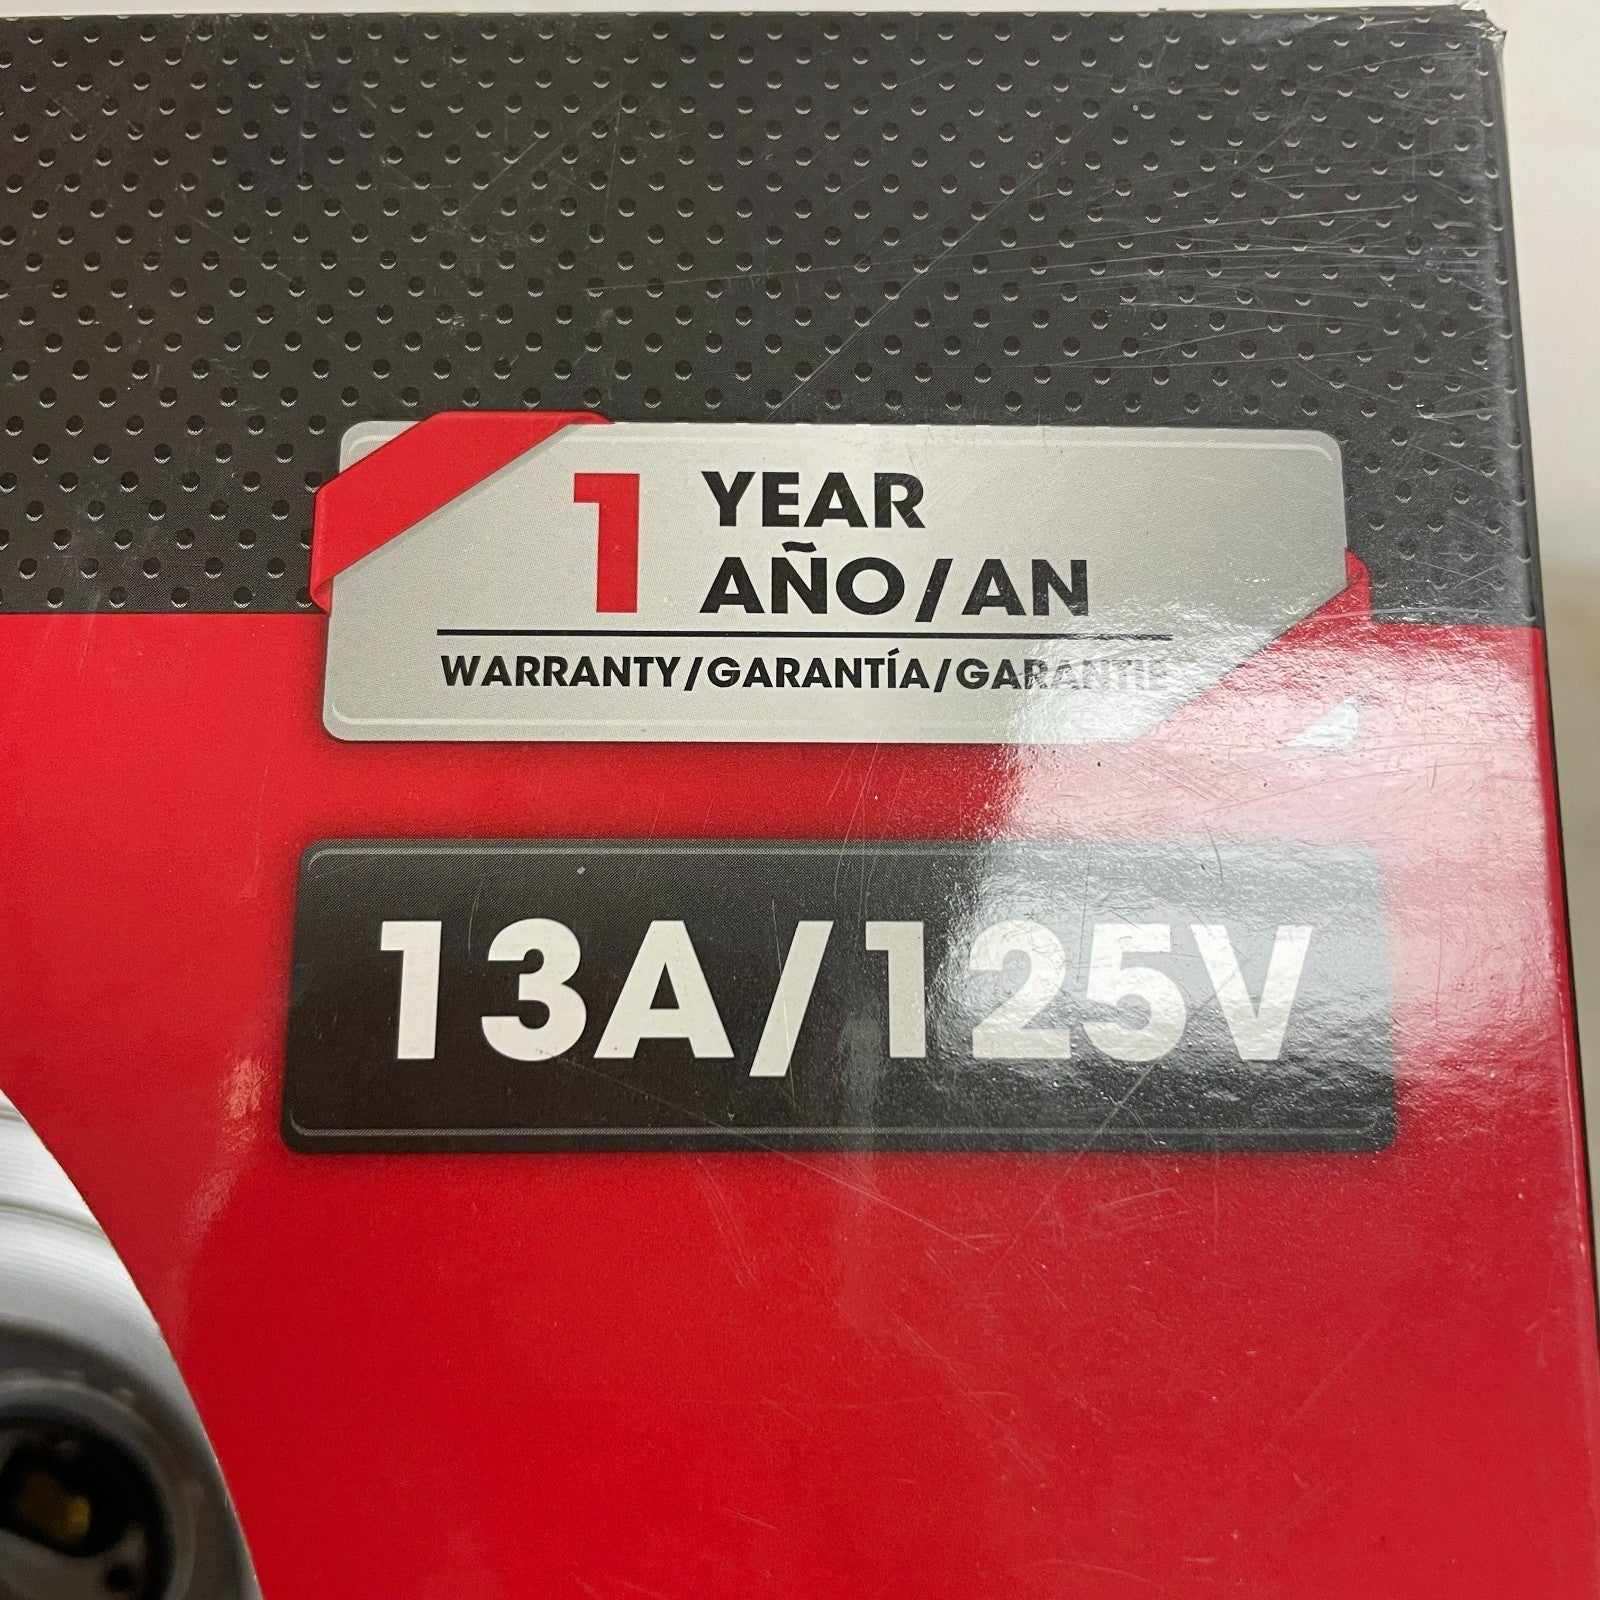 1 YEAR
AÑO/AN
WARRANTY/GARANTÍA/GARANTIE
13A/125V